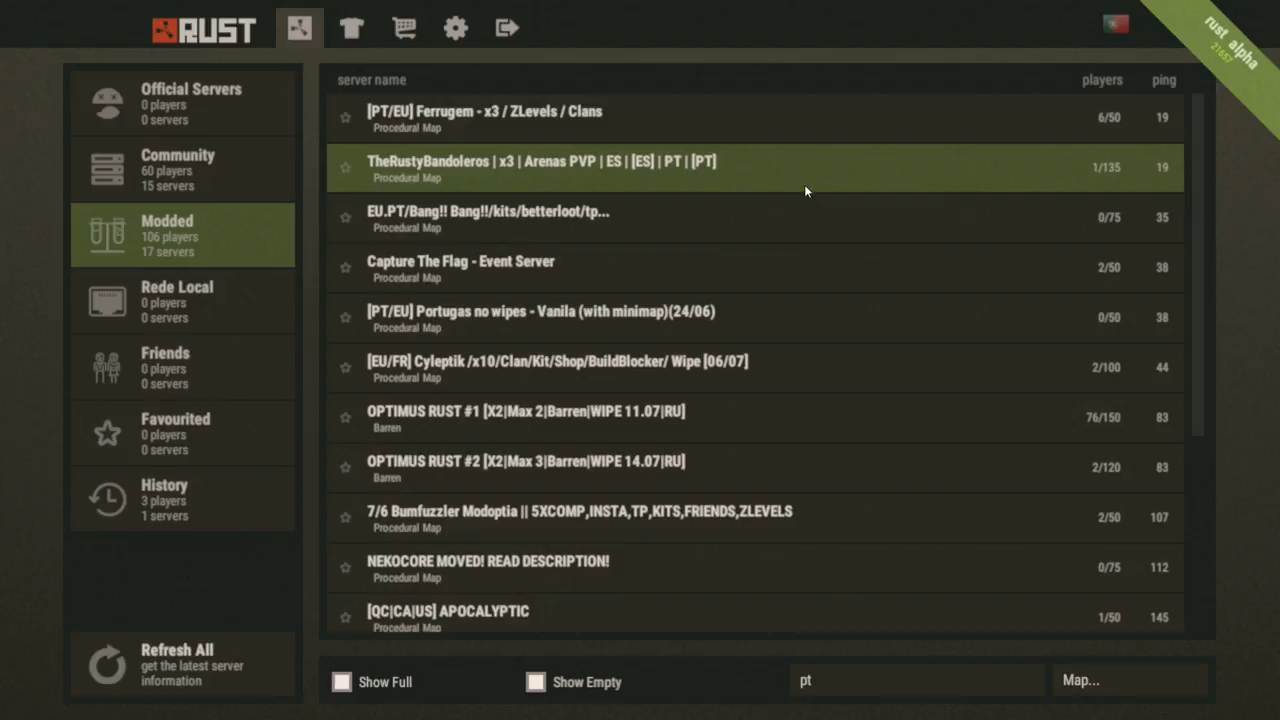 RUST
rust alpha
21657
Official Servers
0 players
0 servers
Community
60 players
15 servers
Modded
106 players
17 servers
Rede Local
0 players
0 servers
Friends
0 players
0 servers
Favourited
0 players
0 servers
History
3 players
1 servers
Refresh All
get the latest server
information
server name players ping
[PT/EU] Ferrugem - x3 / ZLevels / Clans 6/50 19
Procedural Map
TheRustyBandoleros | x3 | Arenas PVP | ES | [ES] | PT | [PT] 1/135 19
Procedural Map
EU.PT/Bang!! Bang!!/kits/betterloot/tp... 0/75 35
Procedural Map
Capture The Flag - Event Server 2/50 38
Procedural Map
[PT/EU] Portugas no wipes - Vanila (with minimap)(24/06) 0/50 38
Procedural Map
[EU/FR] Cyleptik /x10/Clan/Kit/Shop/BuildBlocker/ Wipe [06/07] 2/100 44
Procedural Map
OPTIMUS RUST #1 [X2|Max 2|Barren|WIPE 11.07|RU] 76/150 83
Barren
OPTIMUS RUST #2 [X2|Max 3|Barren|WIPE 14.07|RU] 2/120 83
Barren
7/6 Bumfuzzler Modoptia || 5XCOMP,INSTA,TP,KITS,FRIENDS,ZLEVELS 2/50 107
Procedural Map
NEKOCORE MOVED! READ DESCRIPTION! 0/75 112
Procedural Map
[QC|CA|US] APOCALYPTIC 1/50 145
Procedural Map
Show Full Show Empty pt Map...